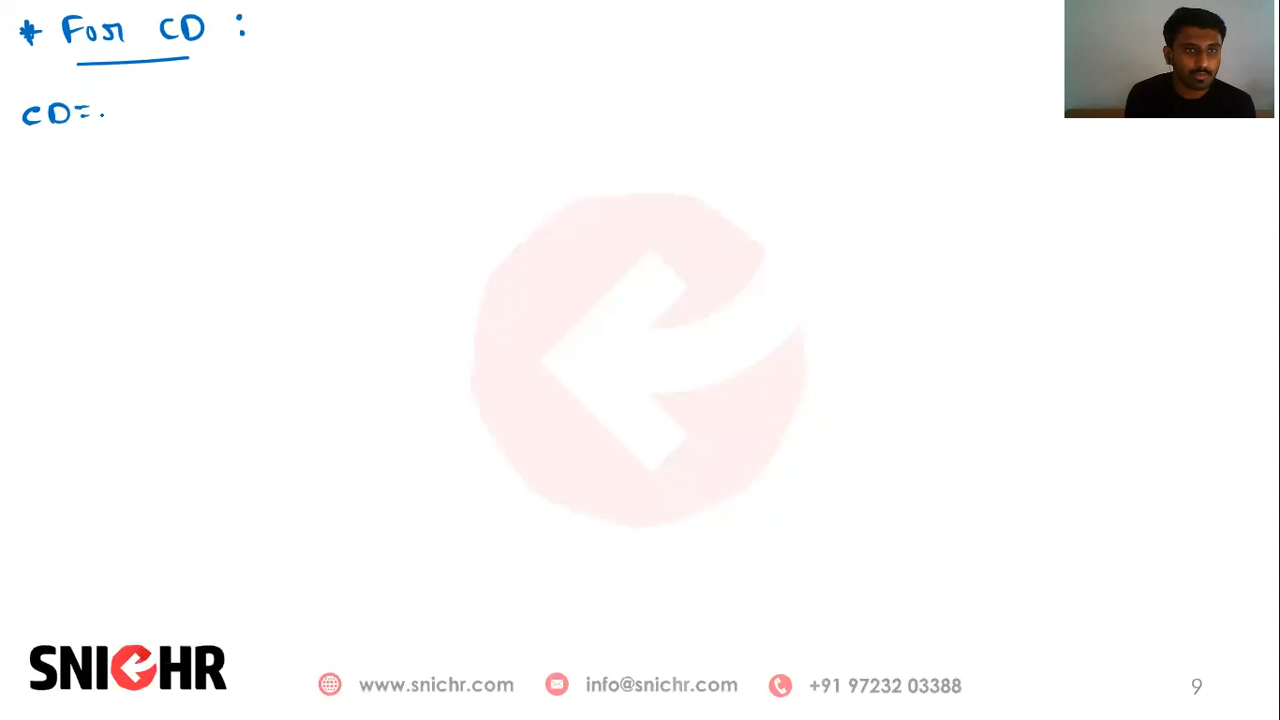 * For CD :
CD=.
SNICHR
www.snichr.com
info@snichr.com
+91 97232 03388
9